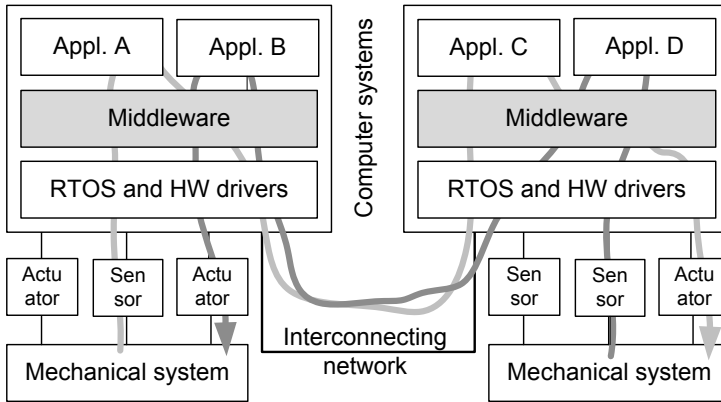 Appl. A
Appl. B
Middleware
RTOS and HW drivers
Computer systems
Appl. C
Appl. D
Middleware
RTOS and HW drivers
Actu
ator
Sen
sor
Actu
ator
Sen
sor
Sen
sor
Actu
ator
Interconnecting
network
Mechanical system
Mechanical system